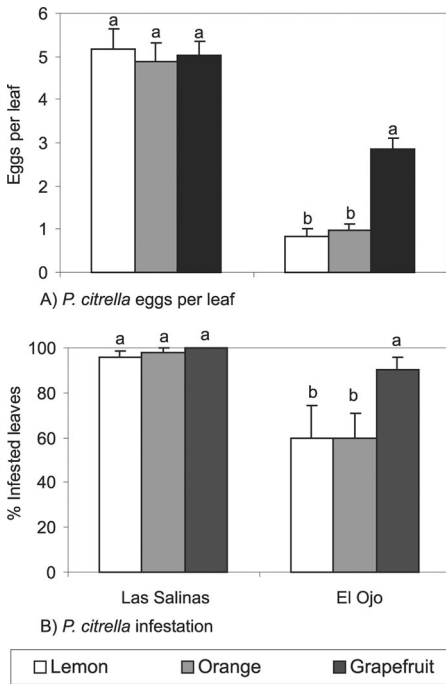 6
5
4
3
2
1
0
Eggs per leaf
a
a
a
b
b
a
A) P. citrella eggs per leaf
100
80
60
40
20
0
% Infested leaves
a
a
a
b
b
a
Las Salinas El Ojo
B) P. citrella infestation
Lemon Orange Grapefruit